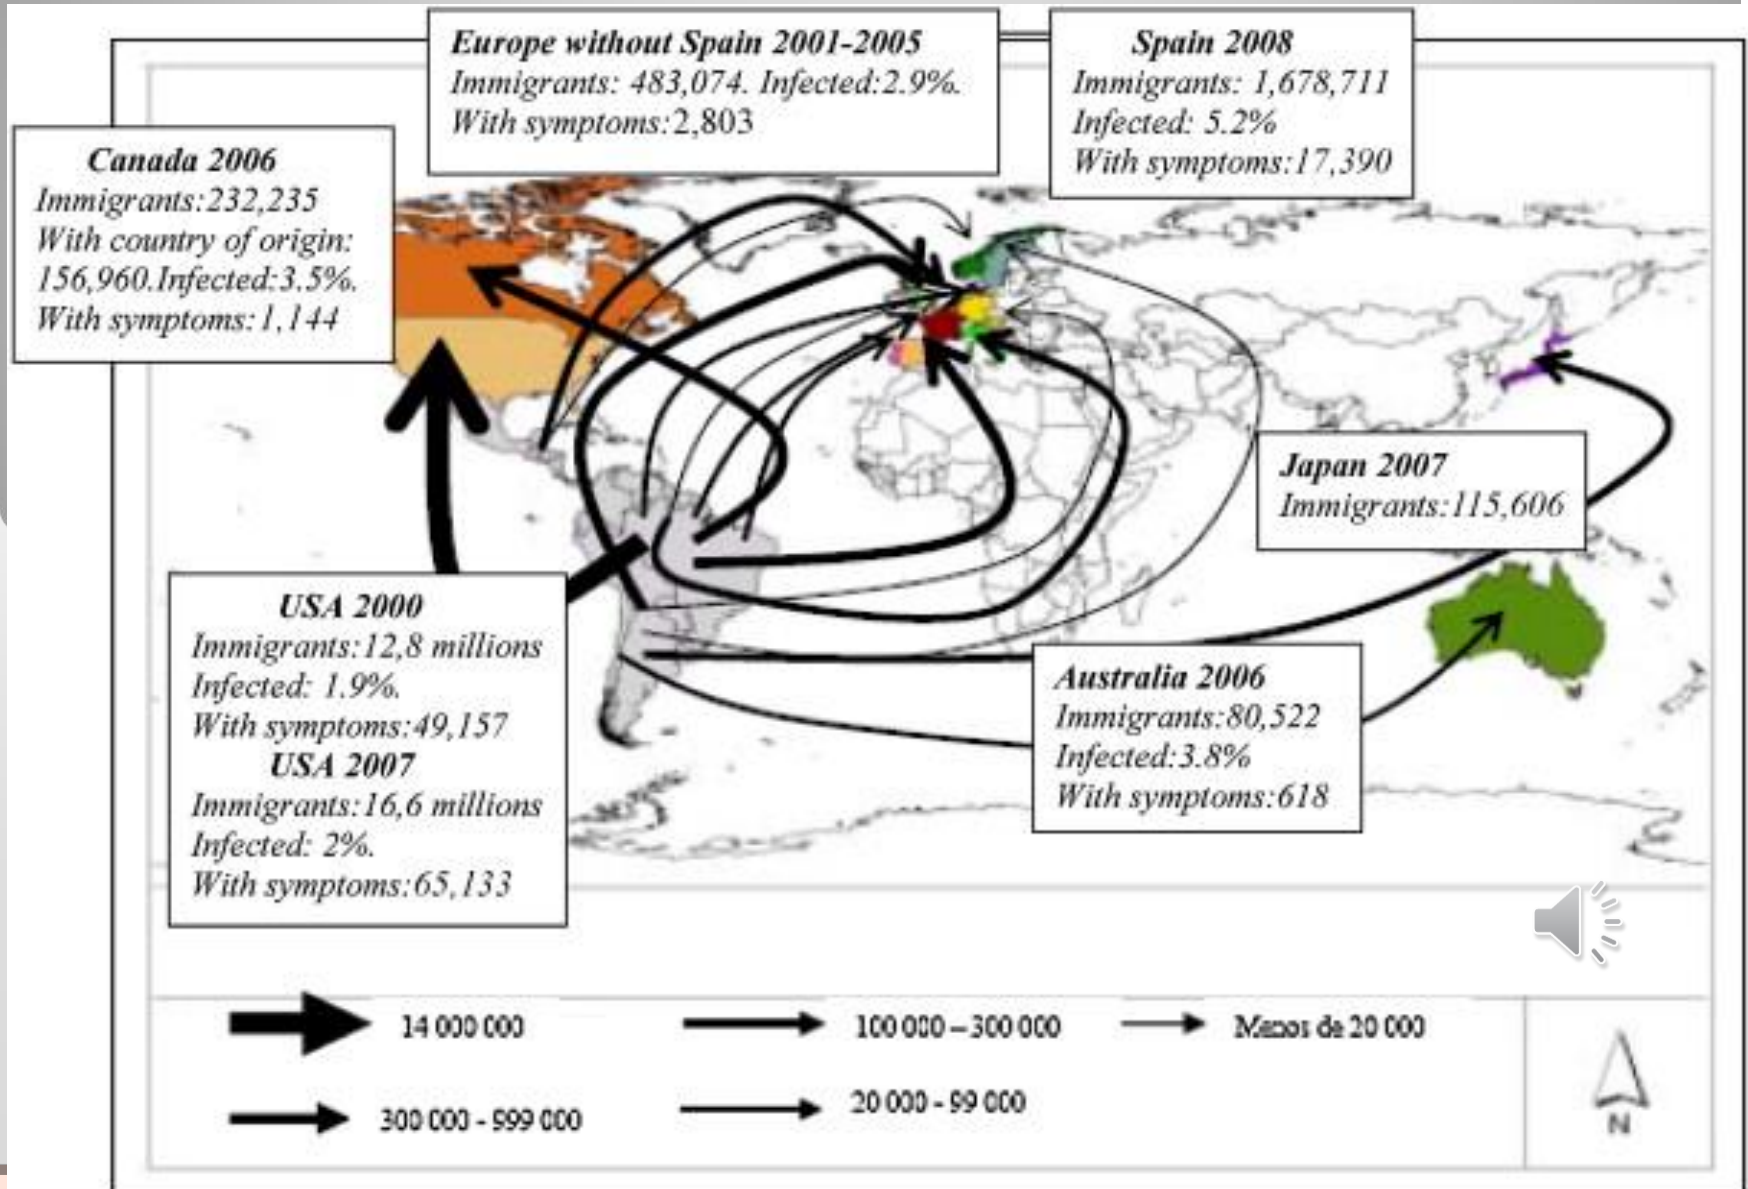 Europe without Spain 2001-2005
Immigrants: 483,074. Infected:2.9%.
With symptoms:2,803
Spain 2008
Immigrants: 1,678,711
Infected: 5.2%
With symptoms:17,390
Canada 2006
Immigrants:232,235
With country of origin:
156,960.Infected:3.5%.
With symptoms:1,144
Japan 2007
Immigrants:115,606
USA 2000
Immigrants:12,8 millions
Infected: 1.9%.
With symptoms:49,157
USA 2007
Immigrants:16,6 millions
Infected: 2%.
With symptoms:65,133
Australia 2006
Immigrants:80,522
Infected:3.8%
With symptoms:618
14 000 000
100 000 – 300 000
Menos de 20 000
300 000 - 999 000
20 000 - 99 000
N